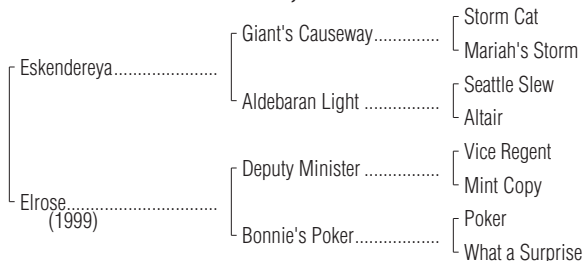 Storm Cat
Giant's Causeway..............
Mariah's Storm
Eskendereya......................
Seattle Slew
Aldebaran Light ................
Altair
Vice Regent
Deputy Minister ................
Mint Copy
Elrose................................
(1999)
Poker
Bonnie's Poker..................
What a Surprise